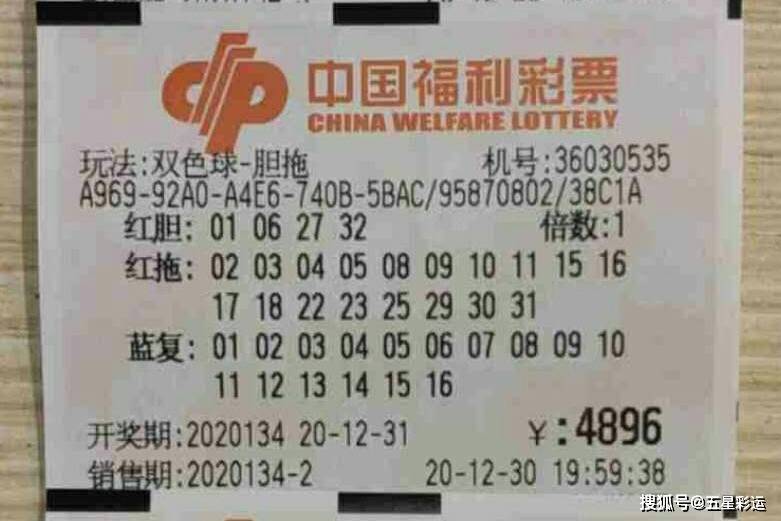 中国福利彩票
CHINA WELFARE LOTTERY
玩法:双色球-胆拖 机号:36030535
A969-92A0-A4E6-740B-5BAC/95870802/38C1A
红胆: 01 06 27 32 倍数:1
红拖: 02 03 04 05 08 09 10 11 15 16
17 18 22 23 25 29 30 31
蓝复: 01 02 03 04 05 06 07 08 09 10
11 12 13 14 15 16
开奖期:2020134 20-12-31 ￥:4896
销售期:2020134-2 20-12-30 19:59:38
搜狐号@五星彩运